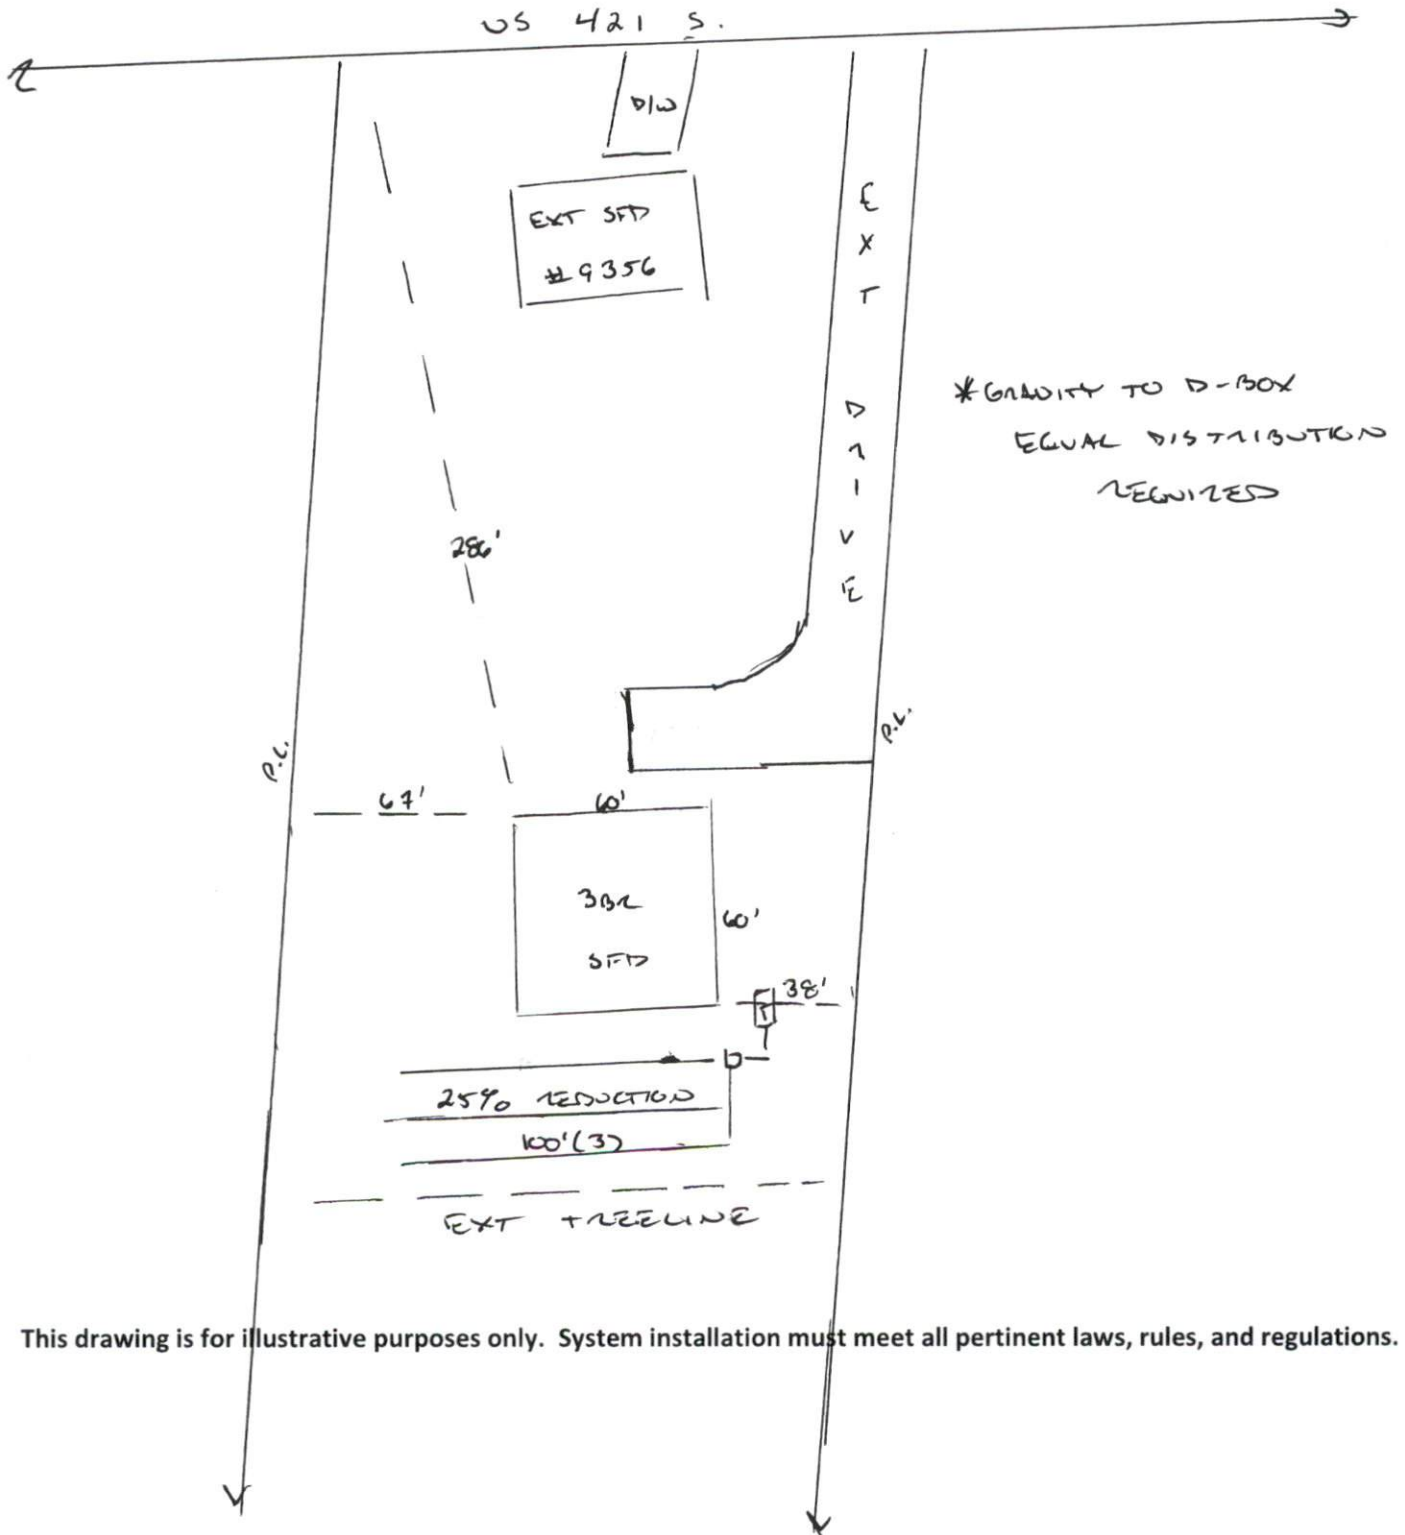 US 421 S.
D/W
EXT SFD
#9356
EXT DRIVE
*GRAVITY TO D-BOX
EQUAL DISTRIBUTION
REQUIRED
286'
P.L.
P.L.
67'
60'
3BR
60'
SFD
38'
T
D
25% REDUCTION
100'(3)
EXT TREELINE
This drawing is for illustrative purposes only. System installation must meet all pertinent laws, rules, and regulations.